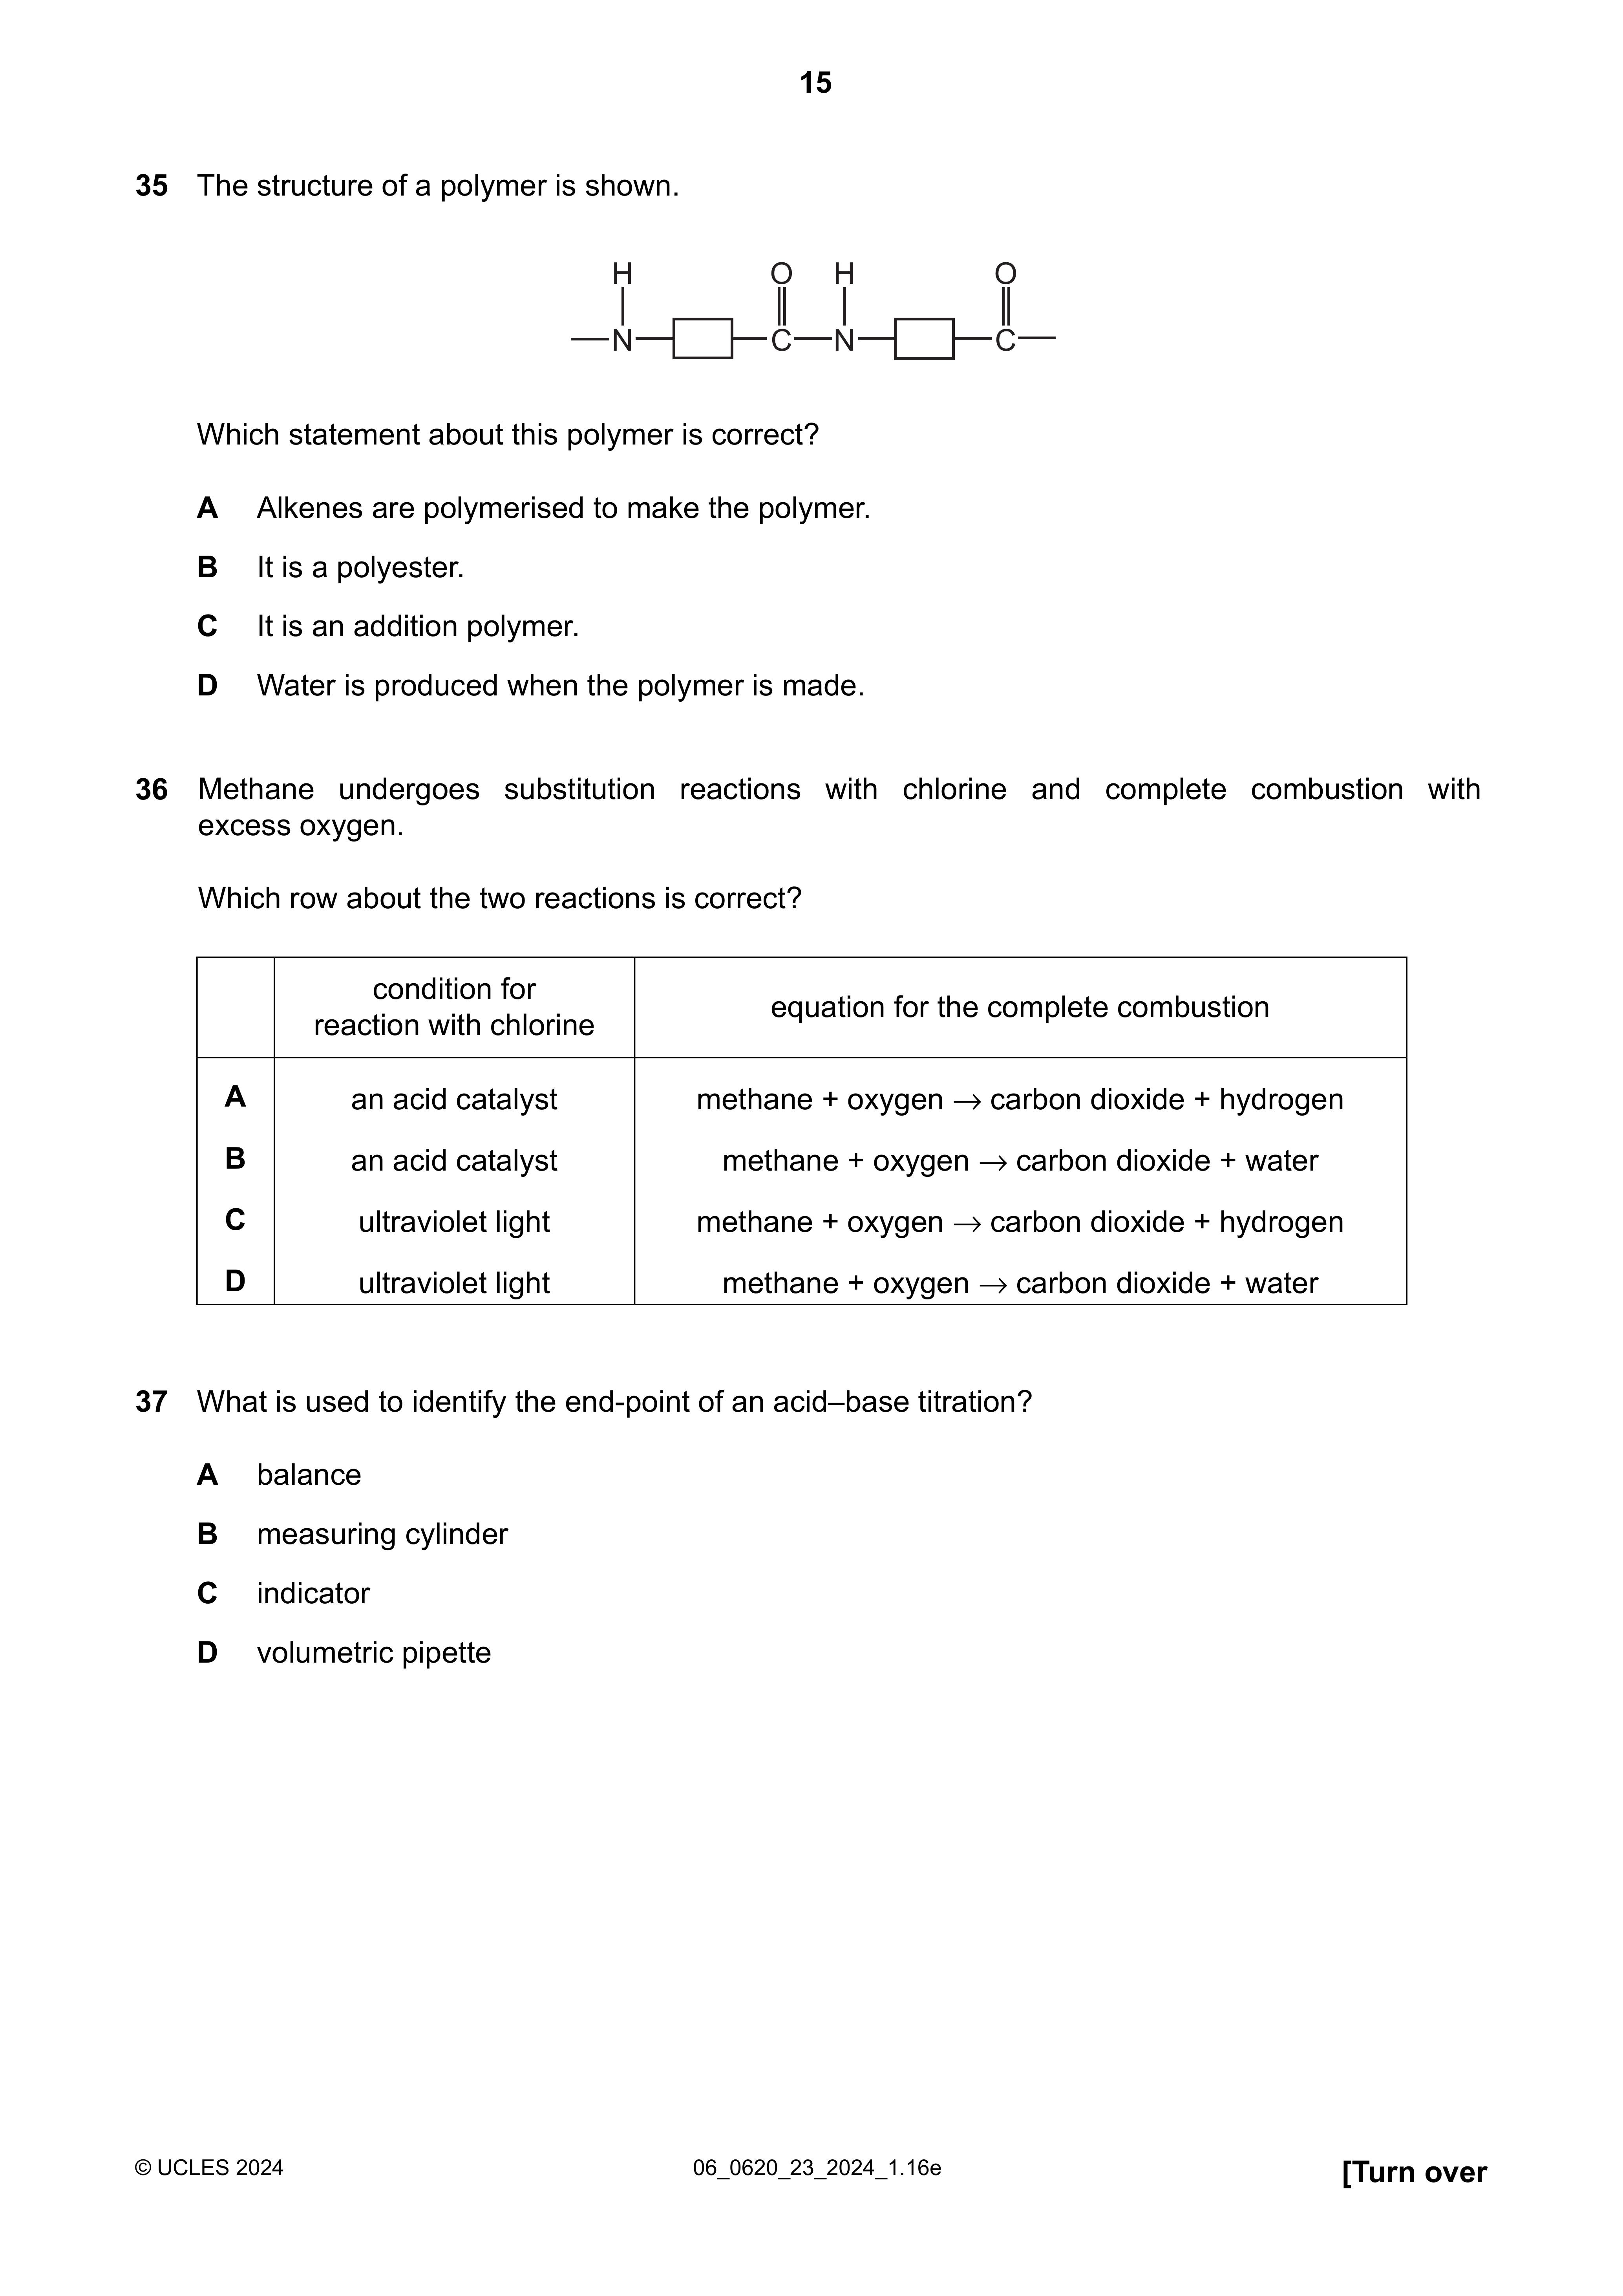 15
35 The structure of a polymer is shown.
H O H O
N C N C
Which statement about this polymer is correct?
A Alkenes are polymerised to make the polymer.
B It is a polyester.
C It is an addition polymer.
D Water is produced when the polymer is made.
36 Methane undergoes substitution reactions with chlorine and complete combustion with
excess oxygen.
Which row about the two reactions is correct?
condition for
reaction with chlorine
equation for the complete combustion
A an acid catalyst methane + oxygen → carbon dioxide + hydrogen
B an acid catalyst methane + oxygen → carbon dioxide + water
C ultraviolet light methane + oxygen → carbon dioxide + hydrogen
D ultraviolet light methane + oxygen → carbon dioxide + water
37 What is used to identify the end-point of an acid–base titration?
A balance
B measuring cylinder
C indicator
D volumetric pipette
© UCLES 2024 06_0620_23_2024_1.16e [Turn over